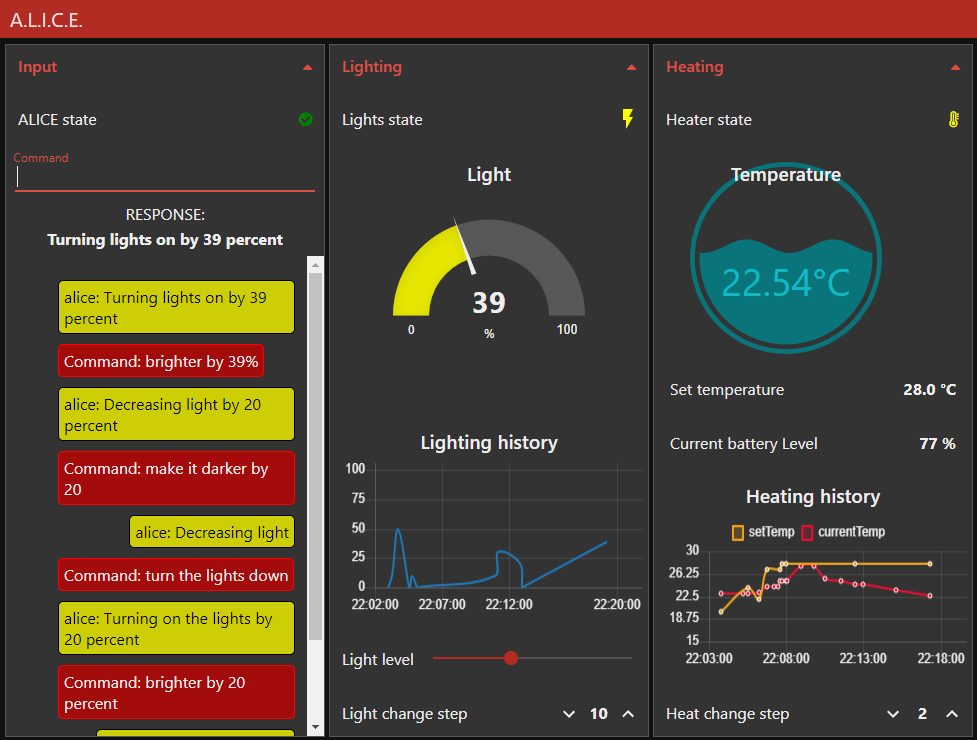 A.L.I.C.E.
Input
ALICE state
Command
RESPONSE:
Turning lights on by 39 percent
alice: Turning lights on by 39
percent
Command: brighter by 39%
alice: Decreasing light by 20
percent
Command: make it darker by
20
alice: Decreasing light
Command: turn the lights down
alice: Turning on the lights by
20 percent
Command: brighter by 20
percent
Lighting
Lights state
Light
39
0
%
100
Lighting history
100
75
50
25
0
22:02:00 22:07:00 22:12:00 22:20:00
Light level
Light change step
10
Heating
Heater state
Temperature
22.54°C
Set temperature
28.0 °C
Current battery Level
77 %
Heating history
setTemp currentTemp
30
26.25
22.5
18.75
15
22:03:00 22:08:00 22:13:00 22:18:00
Heat change step
2